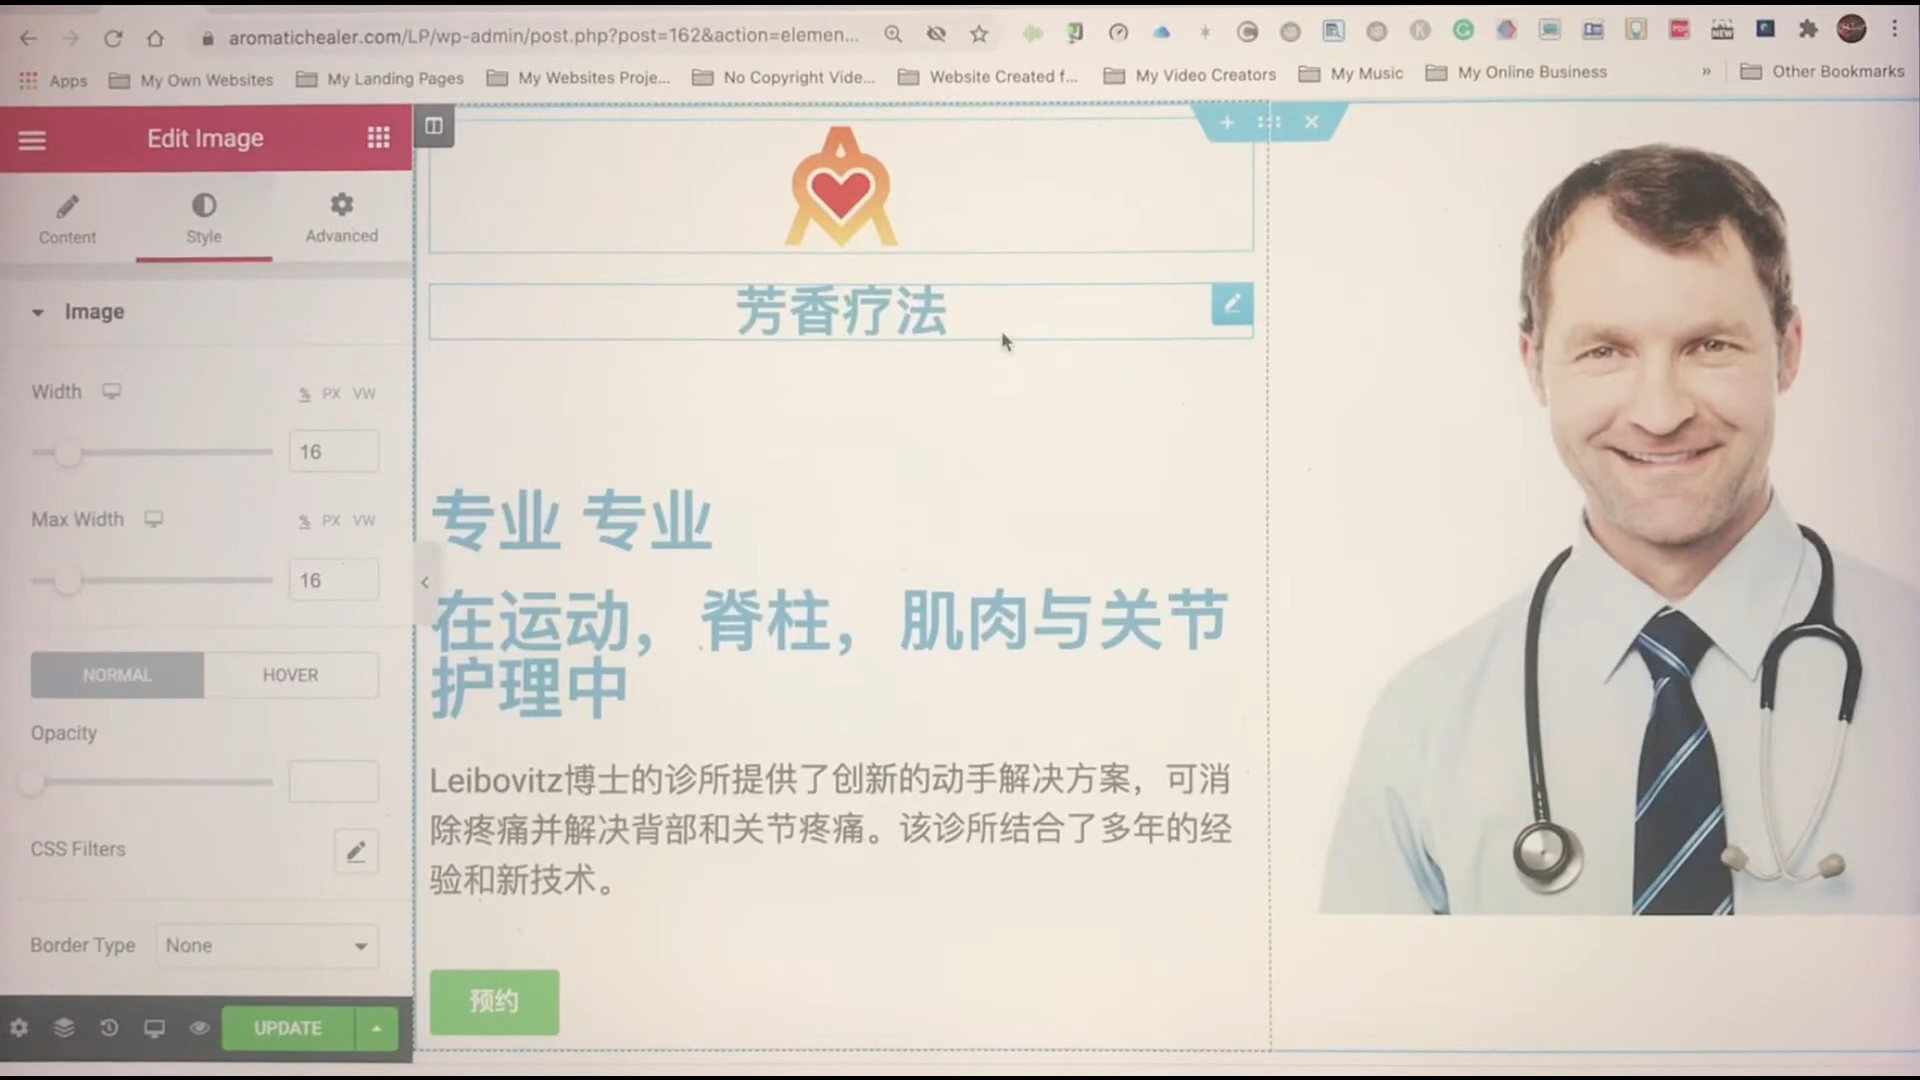 aromatichealer.com/LP/wp-admin/post.php?post=162&action=elemen...
Apps
My Own Websites
My Landing Pages
My Websites Proje...
No Copyright Vide...
Website Created f...
My Video Creators
My Music
My Online Business
»
Other Bookmarks
Edit Image
Content
Style
Advanced
Image
Width
% PX VW
16
Max Width
% PX VW
16
NORMAL
HOVER
Opacity
CSS Filters
Border Type
None
UPDATE
芳香疗法
专业 专业
在运动，脊柱，肌肉与关节
护理中
Leibovitz博士的诊所提供了创新的动手解决方案，可消
除疼痛并解决背部和关节疼痛。该诊所结合了多年的经
验和新技术。
预约